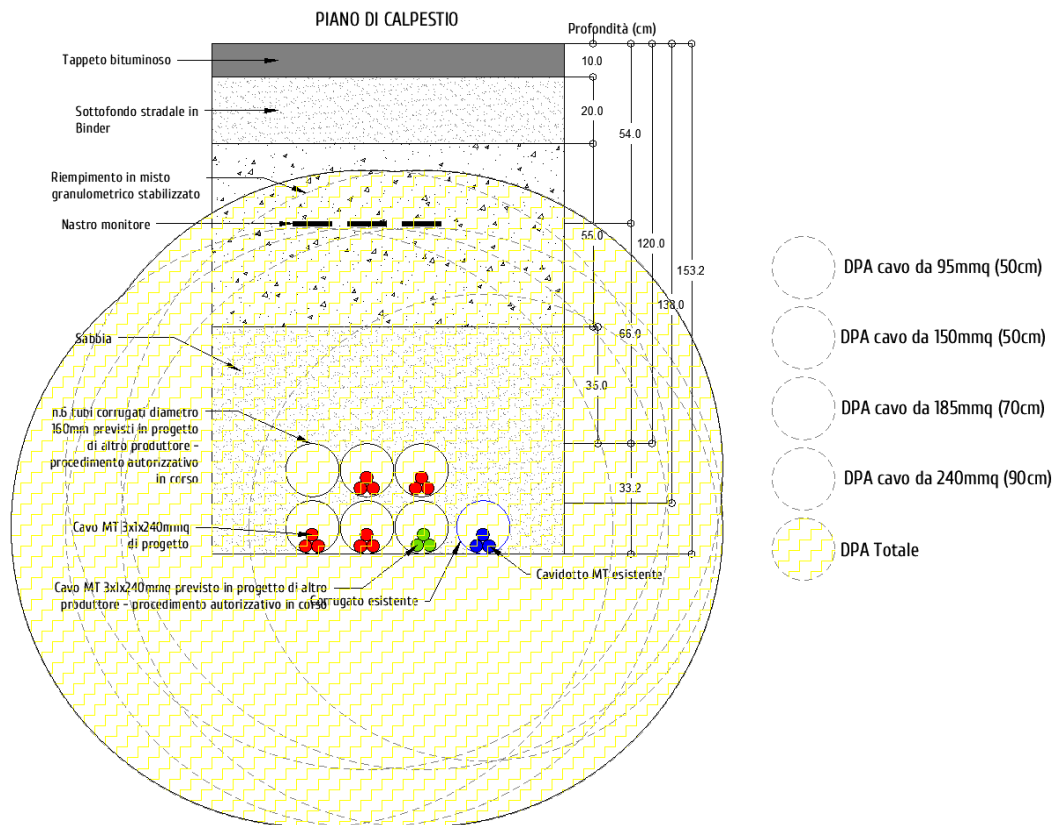 PIANO DI CALPESTIO
Profondità (cm)
Tappeto bituminoso
10.0
Sottofondo stradale in
Binder
20.0
54.0
Riempimento in misto
granulometrico stabilizzato
Nastro monitore
55.0
120.0
153.2
138.0
66.0
Sabbia
35.0
n.6 tubi corrugati diametro
160mm previsti in progetto
di altro produttore -
procedimento autorizzativo
in corso
33.2
Cavo MT 3x1x240mmq
di progetto
Cavidotto MT esistente
Cavo MT 3x1x240mmq previsto in progetto di altro
produttore - procedimento autorizzativo in corso
Corrugato esistente
DPA cavo da 95mmq (50cm)
DPA cavo da 150mmq (50cm)
DPA cavo da 185mmq (70cm)
DPA cavo da 240mmq (90cm)
DPA Totale